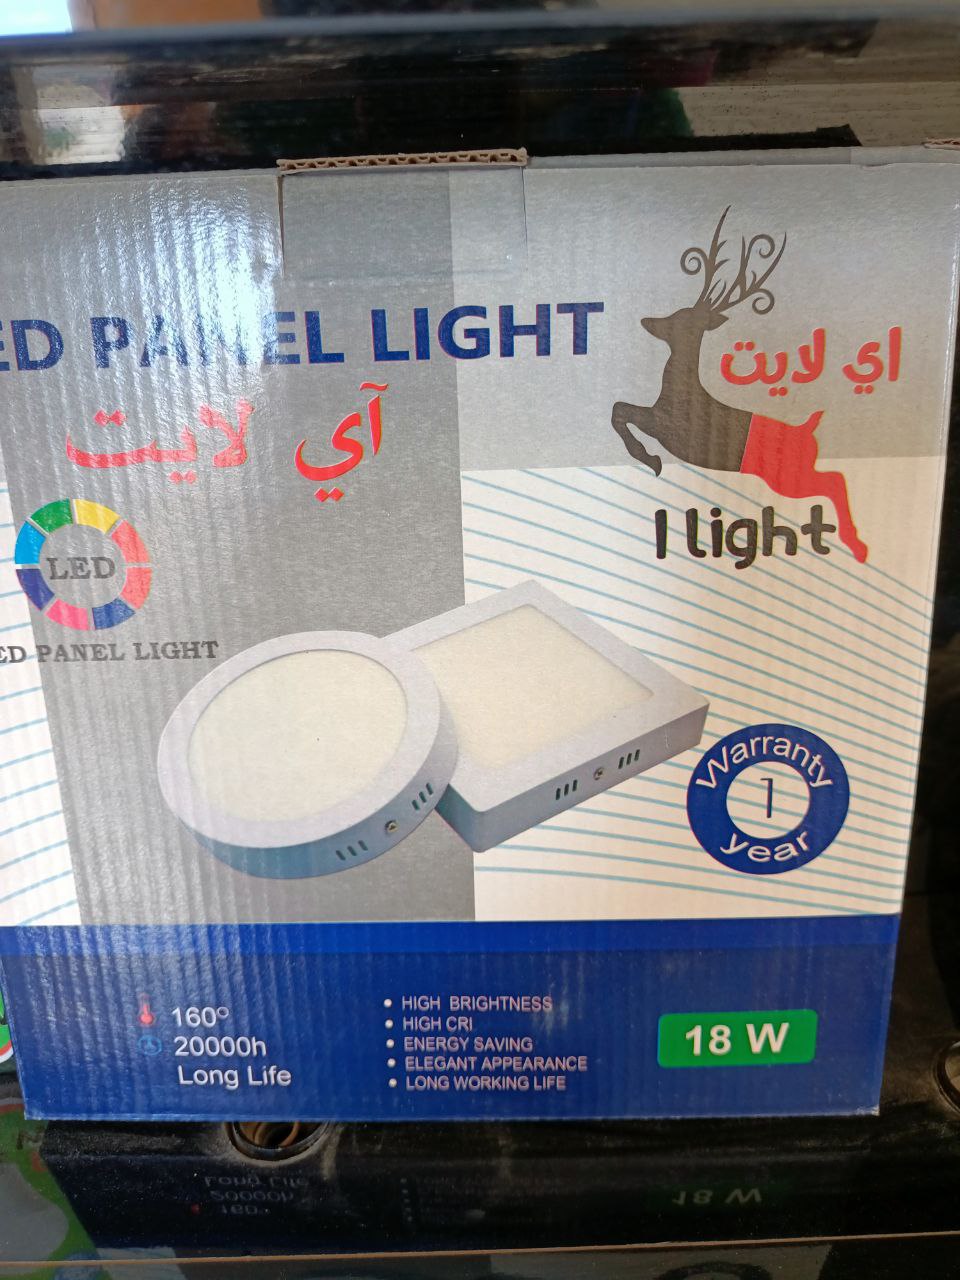 ED PANEL LIGHT
آي لايت
اي لايت
I light
LED
ED PANEL LIGHT
Warranty
1
year
160°
20000h
Long Life
• HIGH BRIGHTNESS
• HIGH CRI
• ENERGY SAVING
• ELEGANT APPEARANCE
• LONG WORKING LIFE
18 W